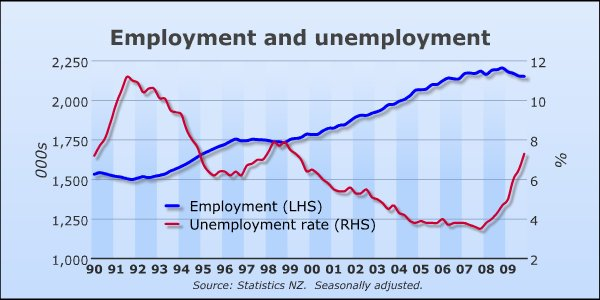 Employment and unemployment
2,250 12
2,000 10
1,750 8
1,500 6
1,250 4
1,000 2
000s
%
Employment (LHS)
Unemployment rate (RHS)
90 91 92 93 94 95 96 97 98 99 00 01 02 03 04 05 06 07 08 09
Source: Statistics NZ. Seasonally adjusted.